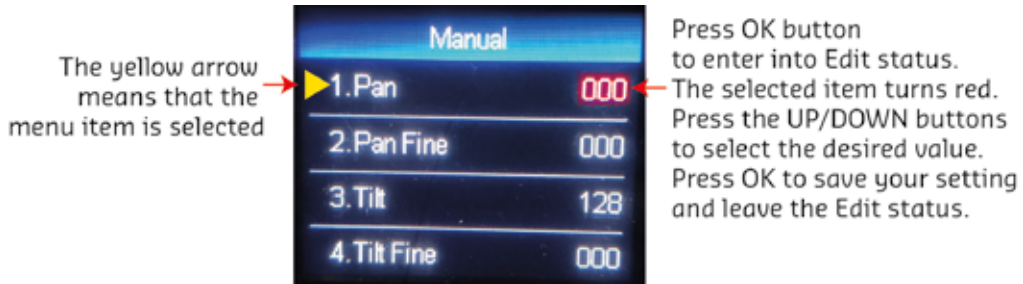 The yellow arrow
means that the
menu item is selected
Manual
1.Pan 000
2.Pan Fine 000
3.Tilt 128
4.Tilt Fine 000
Press OK button
to enter into Edit status.
The selected item turns red.
Press the UP/DOWN buttons
to select the desired value.
Press OK to save your setting
and leave the Edit status.